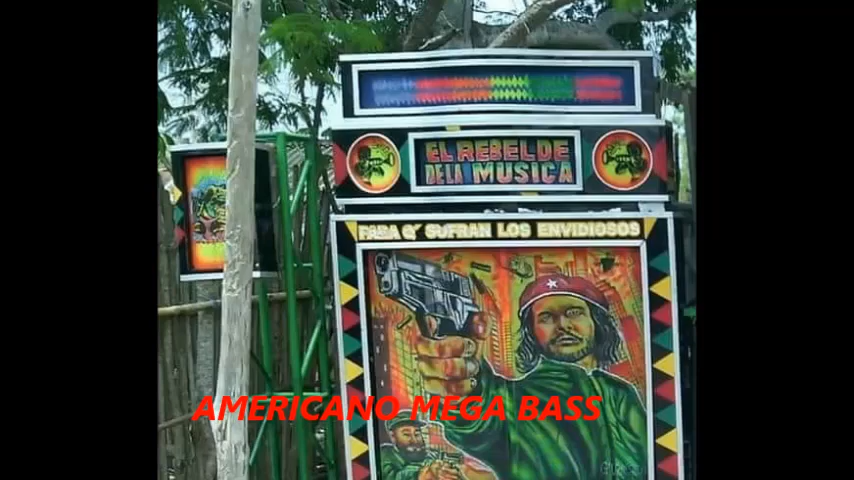 EL REBELDE
DE LA MUSICA
PARA Q' SUFRAN LOS ENVIDIOSOS
AMERICANO MEGA BASS